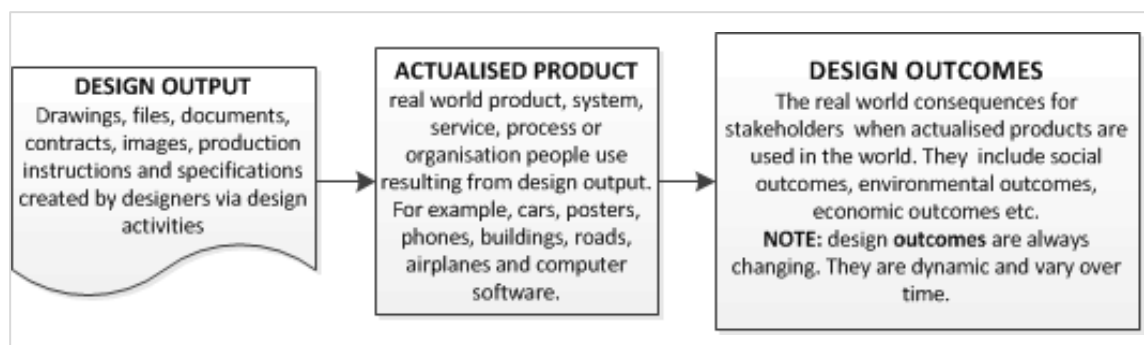 DESIGN OUTPUT
Drawings, files, documents,
contracts, images, production
instructions and specifications
created by designers via design
activities
ACTUALISED PRODUCT
real world product, system,
service, process or
organisation people use
resulting from design output.
For example, cars, posters,
phones, buildings, roads,
airplanes and computer
software.
DESIGN OUTCOMES
The real world consequences for
stakeholders when actualised products are
used in the world. They include social
outcomes, environmental outcomes,
economic outcomes etc.
NOTE: design outcomes are always
changing. They are dynamic and vary over
time.